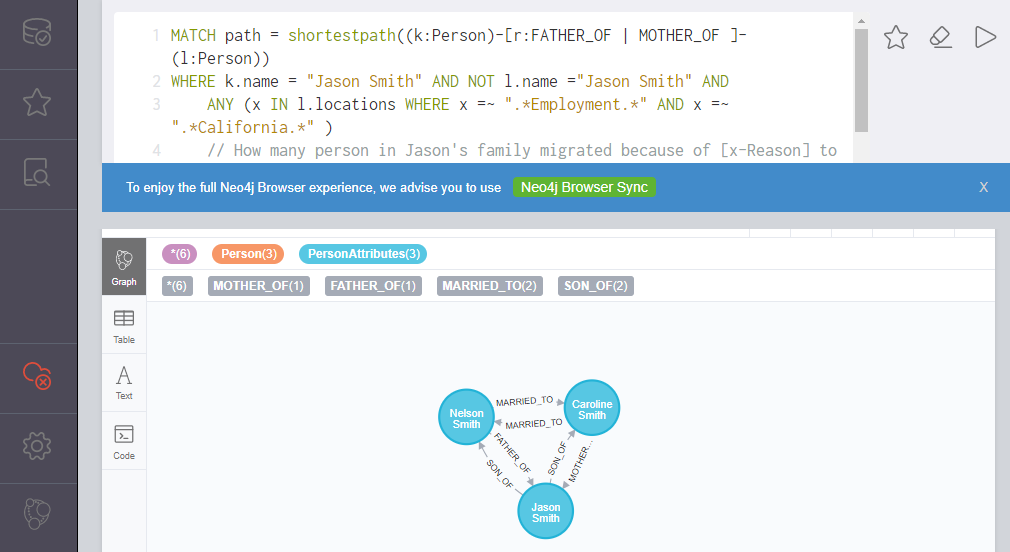 1 MATCH path = shortestpath((k:Person)-[r:FATHER_OF | MOTHER_OF ]-
(l:Person))
2 WHERE k.name = "Jason Smith" AND NOT l.name ="Jason Smith" AND
3 ANY (x IN l.locations WHERE x =~ ".*Employment.*" AND x =~
".*California.*" )
4 // How many person in Jason's family migrated because of [x-Reason] to
To enjoy the full Neo4j Browser experience, we advise you to use Neo4j Browser Sync X
*(6) Person(3) PersonAttributes(3)
*(6) MOTHER_OF(1) FATHER_OF(1) MARRIED_TO(2) SON_OF(2)
Graph
Table
Text
Code
Nelson
Smith
MARRIED_TO
Caroline
Smith
MARRIED_TO
FATHER_OF
SON_OF
SON_OF
MOTHER...
Jason
Smith